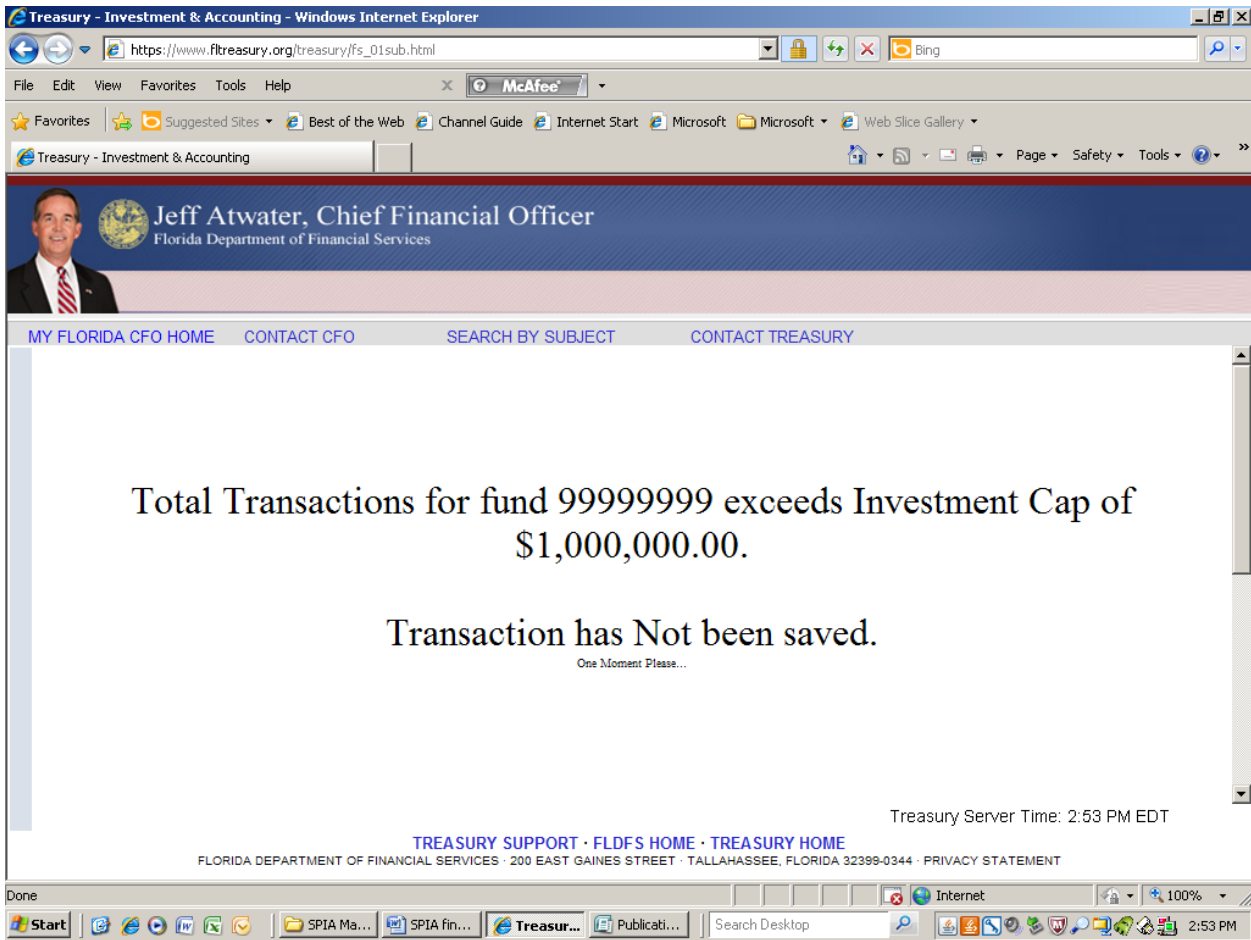 Treasury - Investment & Accounting - Windows Internet Explorer
https://www.fltreasury.org/treasury/fs_01sub.html
Bing
File Edit View Favorites Tools Help
x McAfee
Favorites Suggested Sites Best of the Web Channel Guide Internet Start Microsoft Microsoft Web Slice Gallery
Treasury - Investment & Accounting
Page Safety Tools »
Jeff Atwater, Chief Financial Officer
Florida Department of Financial Services
MY FLORIDA CFO HOME CONTACT CFO SEARCH BY SUBJECT CONTACT TREASURY
Total Transactions for fund 99999999 exceeds Investment Cap of
$1,000,000.00.
Transaction has Not been saved.
One Moment Please...
Treasury Server Time: 2:53 PM EDT
TREASURY SUPPORT · FLDFS HOME · TREASURY HOME
FLORIDA DEPARTMENT OF FINANCIAL SERVICES · 200 EAST GAINES STREET · TALLAHASSEE, FLORIDA 32399-0344 · PRIVACY STATEMENT
Done Internet 100%
Start SPIA Ma... SPIA fin... Treasur... Publicati... Search Desktop 2:53 PM